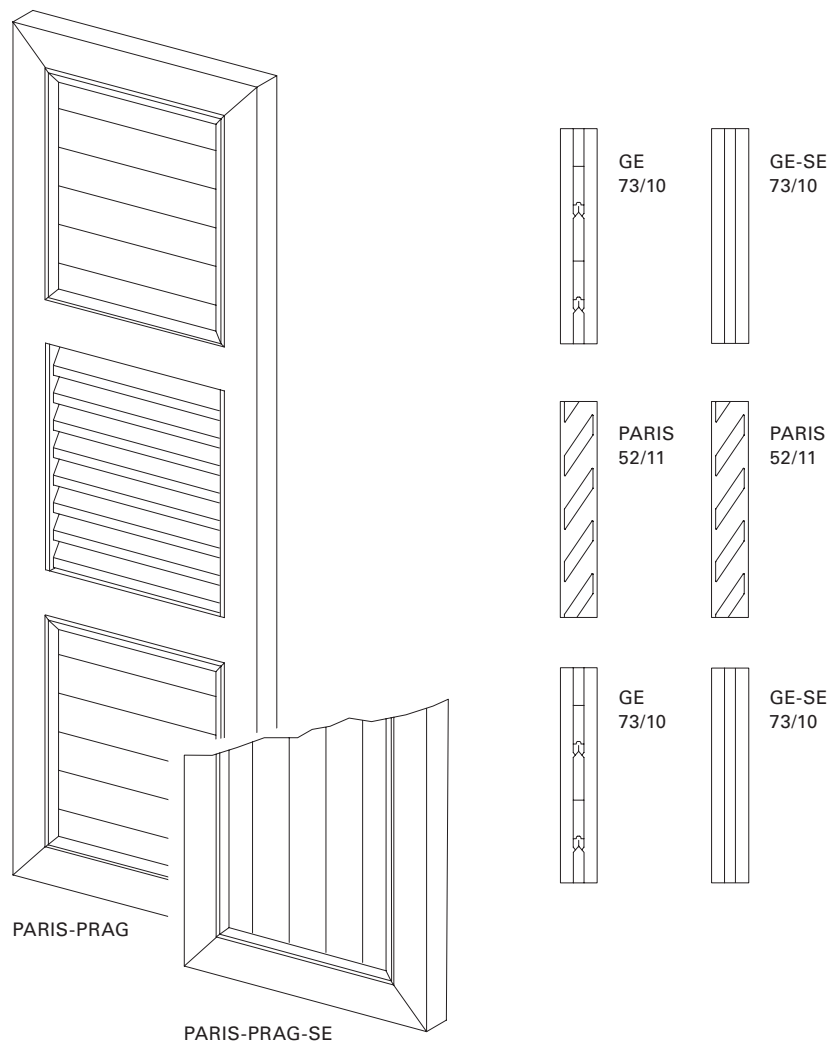 GE
73/10
GE-SE
73/10
PARIS
52/11
PARIS
52/11
GE
73/10
GE-SE
73/10
PARIS-PRAG
PARIS-PRAG-SE